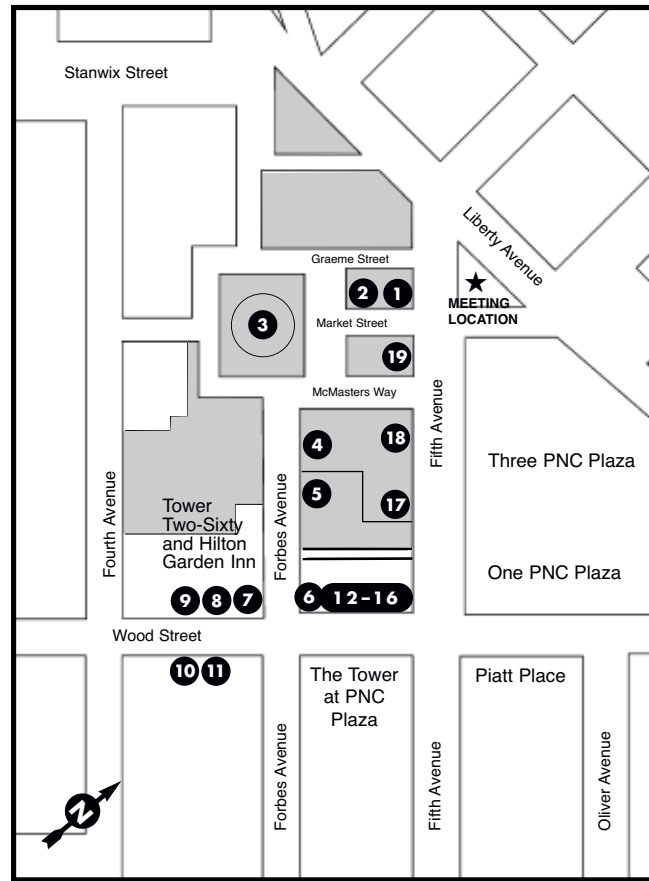 Stanwix Street
Liberty Avenue
Graeme Street
2
1
★
MEETING
LOCATION
3
Market Street
19
McMasters Way
Fifth Avenue
4
18
Three PNC Plaza
5
17
Fourth Avenue
Tower
Two-Sixty
and Hilton
Garden Inn
Forbes Avenue
One PNC Plaza
9
8
7
6
12–16
Wood Street
10
11
The Tower
at PNC
Plaza
Piatt Place
Forbes Avenue
Fifth Avenue
Oliver Avenue
N